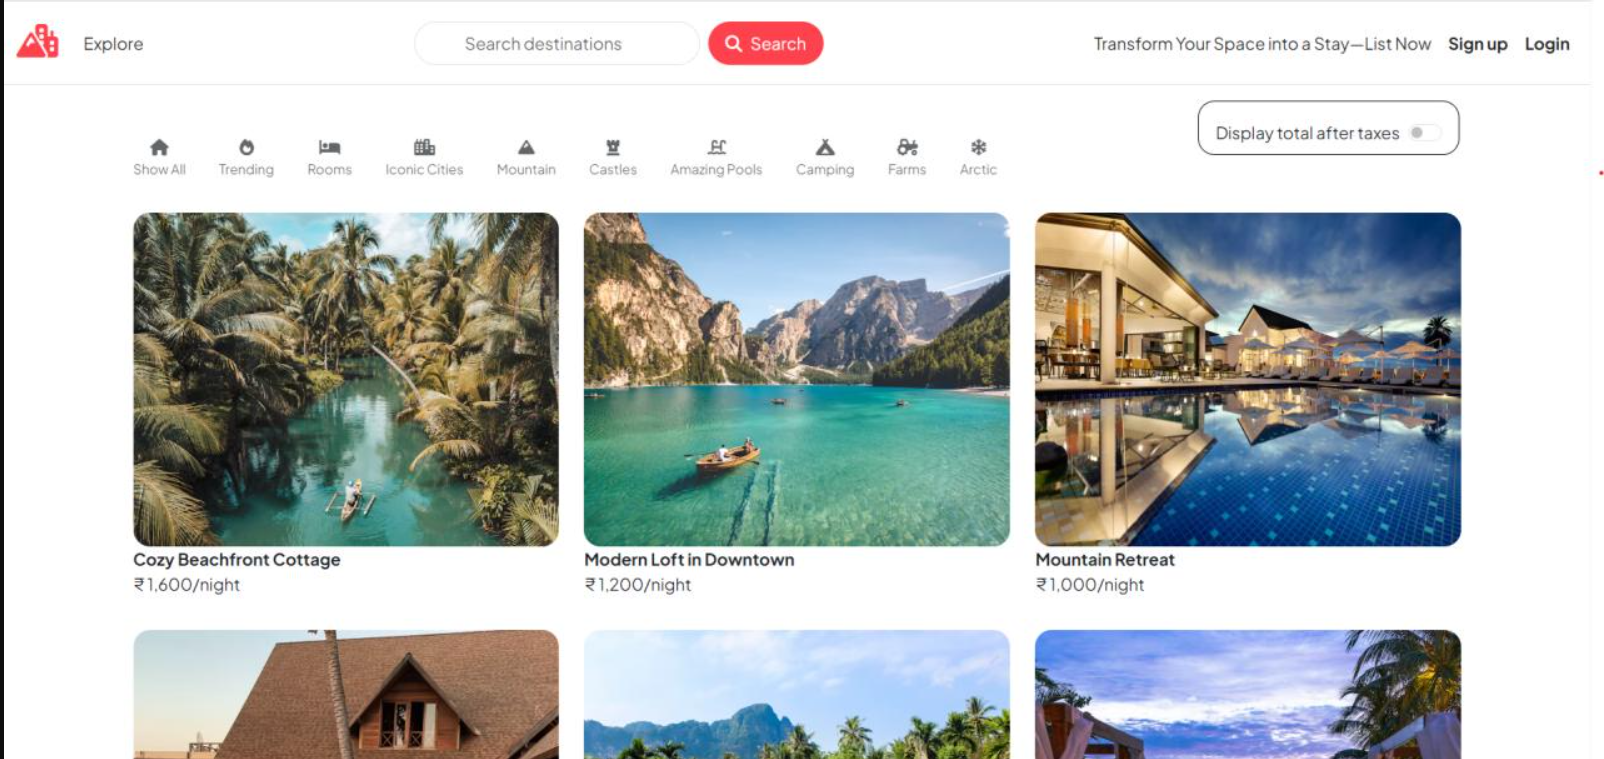 Explore
Search destinations
Search
Transform Your Space into a Stay—List Now
Sign up
Login
Display total after taxes
Show All
Trending
Rooms
Iconic Cities
Mountain
Castles
Amazing Pools
Camping
Farms
Arctic
Cozy Beachfront Cottage
₹1,600/night
Modern Loft in Downtown
₹1,200/night
Mountain Retreat
₹1,000/night